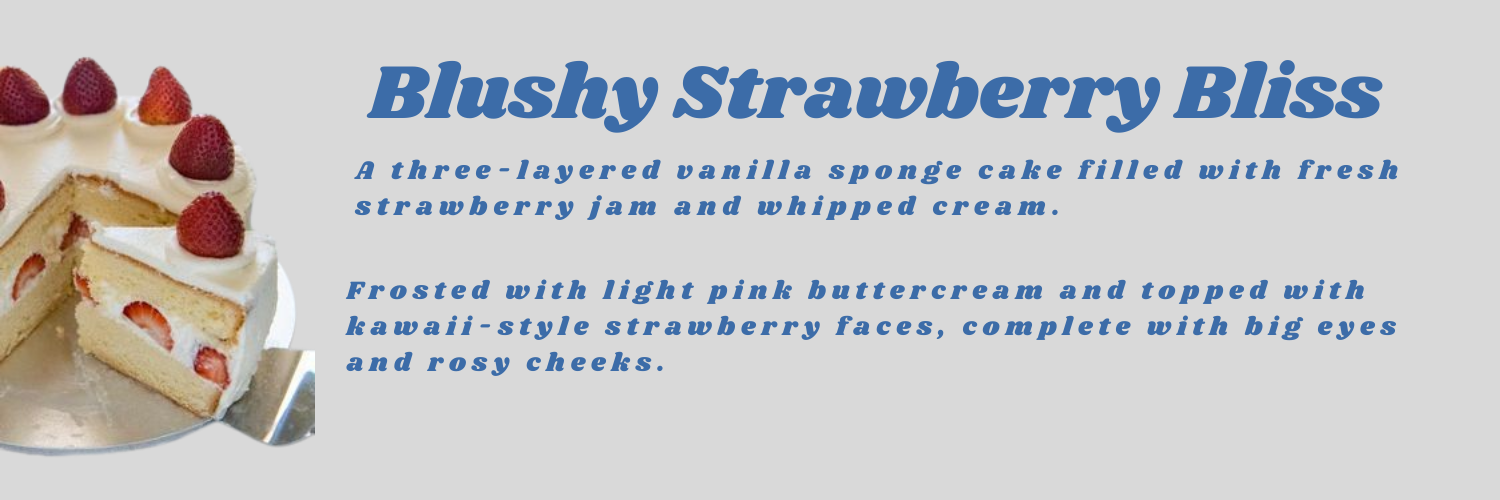 Blushy Strawberry Bliss
A three-layered vanilla sponge cake filled with fresh
strawberry jam and whipped cream.
Frosted with light pink buttercream and topped with
kawaii-style strawberry faces, complete with big eyes
and rosy cheeks.